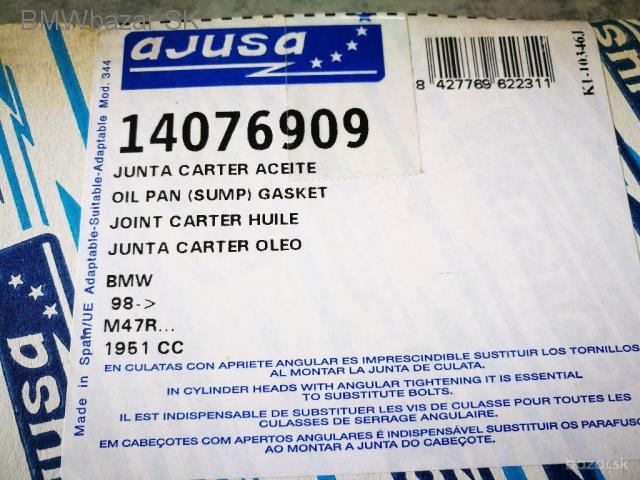 BMWbazar.SK
ajusa
8 427769 622311
K1-10346J
14076909
JUNTA CARTER ACEITE
OIL PAN (SUMP) GASKET
JOINT CARTER HUILE
JUNTA CARTER OLEO
BMW
98->
M47R...
1951 CC
EN CULATAS CON APRIETE ANGULAR ES IMPRESCINDIBLE SUSTITUIR LOS TORNILLOS
AL MONTAR LA JUNTA DE CULATA.
IN CYLINDER HEADS WITH ANGULAR TIGHTENING IT IS ESSENTIAL
TO SUBSTITUTE BOLTS.
IL EST INDISPENSABLE DE SUBSTITUER LES VIS DE CULASSE POUR TOUTES LES
CULASSES DE SERRAGE ANGULAIRE.
EM CABEÇOTES COM APERTOS ANGULARES É INDISPENSÁVEL SUBSTITUIR OS PARAFUSO
AO MONTAR A JUNTA DO CABEÇOTE.
Made in Spain/UE Adaptable-Suitable-Adaptable Mod. 344
ajusa
bazar.sk